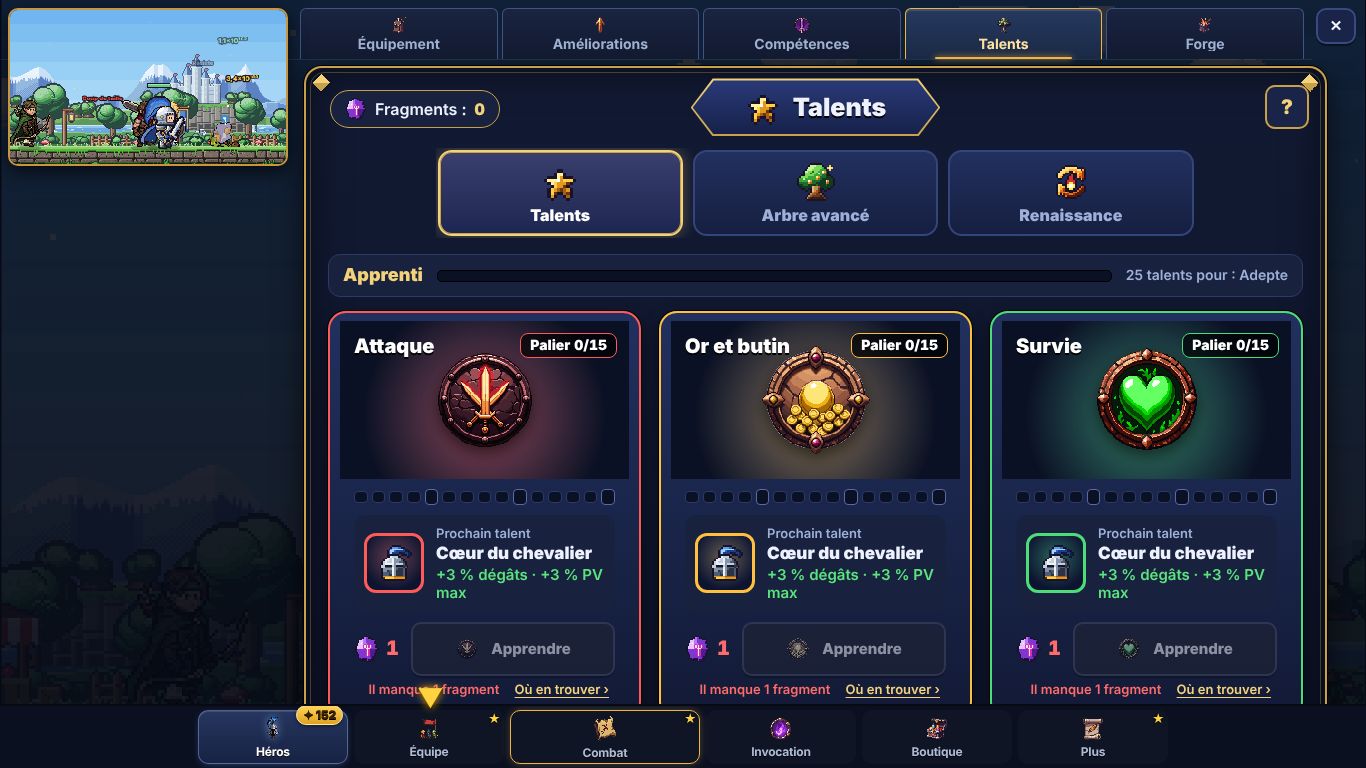 Équipement
Améliorations
Compétences
Talents
Forge
Fragments : 0
Talents
?
Talents
Arbre avancé
Renaissance
Apprenti
25 talents pour : Adepte
Attaque
Palier 0/15
Or et butin
Palier 0/15
Survie
Palier 0/15
Prochain talent
Cœur du chevalier
+3 % dégâts · +3 % PV
max
Prochain talent
Cœur du chevalier
+3 % dégâts · +3 % PV
max
Prochain talent
Cœur du chevalier
+3 % dégâts · +3 % PV
max
1
Apprendre
1
Apprendre
1
Apprendre
Il manque 1 fragment
Où en trouver ›
Il manque 1 fragment
Où en trouver ›
Il manque 1 fragment
Où en trouver ›
152
Héros
Équipe
Combat
Invocation
Boutique
Plus